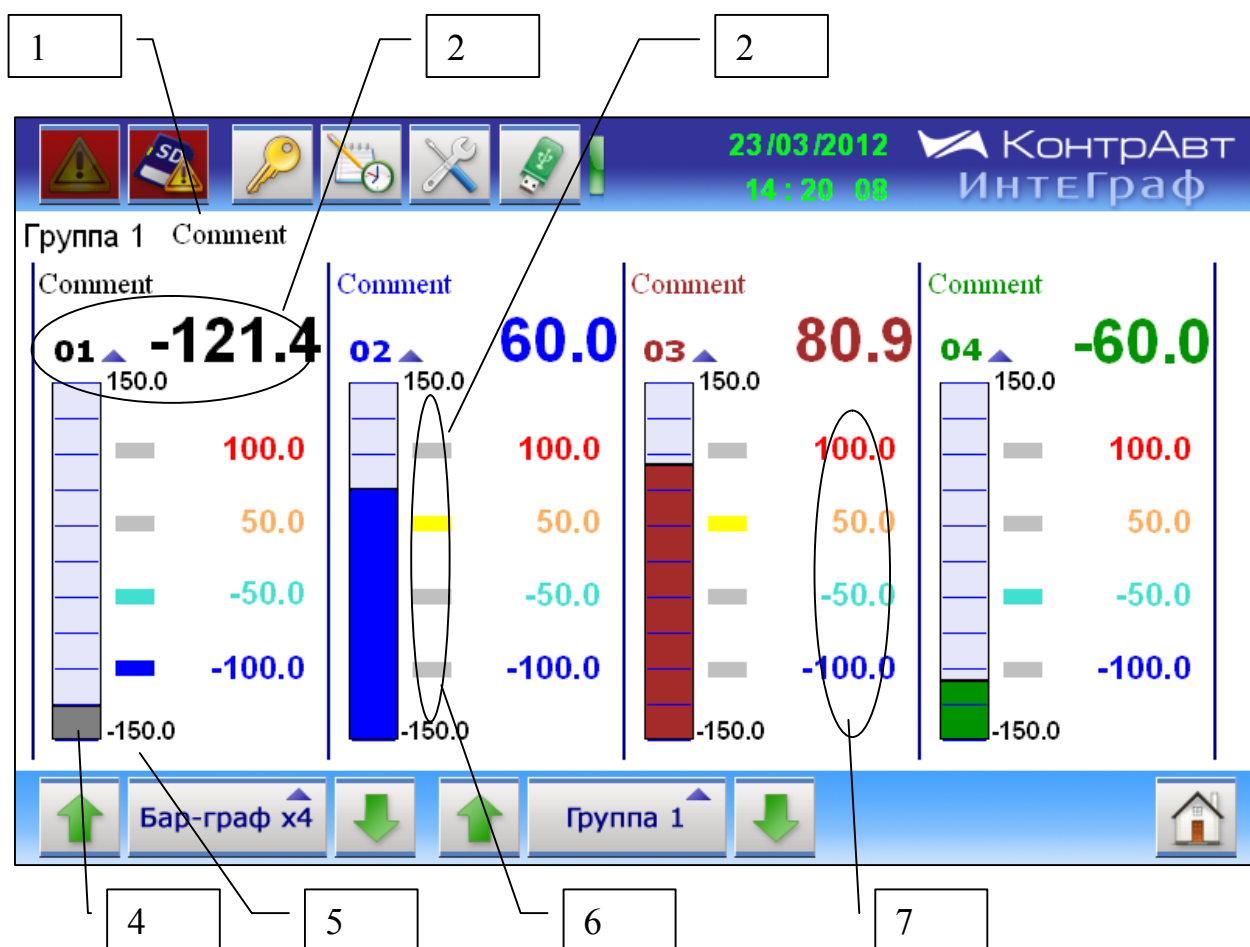 1 2 2
SD 23/03/2012 КонтрАвт
14:20 08 ИнтеГраф
Группа 1 Comment
Comment Comment Comment Comment
01 -121.4 02 60.0 03 80.9 04 -60.0
150.0 150.0 150.0 150.0
100.0 100.0 100.0 100.0
50.0 50.0 50.0 50.0
-50.0 -50.0 -50.0 -50.0
-100.0 -100.0 -100.0 -100.0
-150.0 -150.0 -150.0 -150.0
Бар-граф x4 Группа 1
4 5 6 7